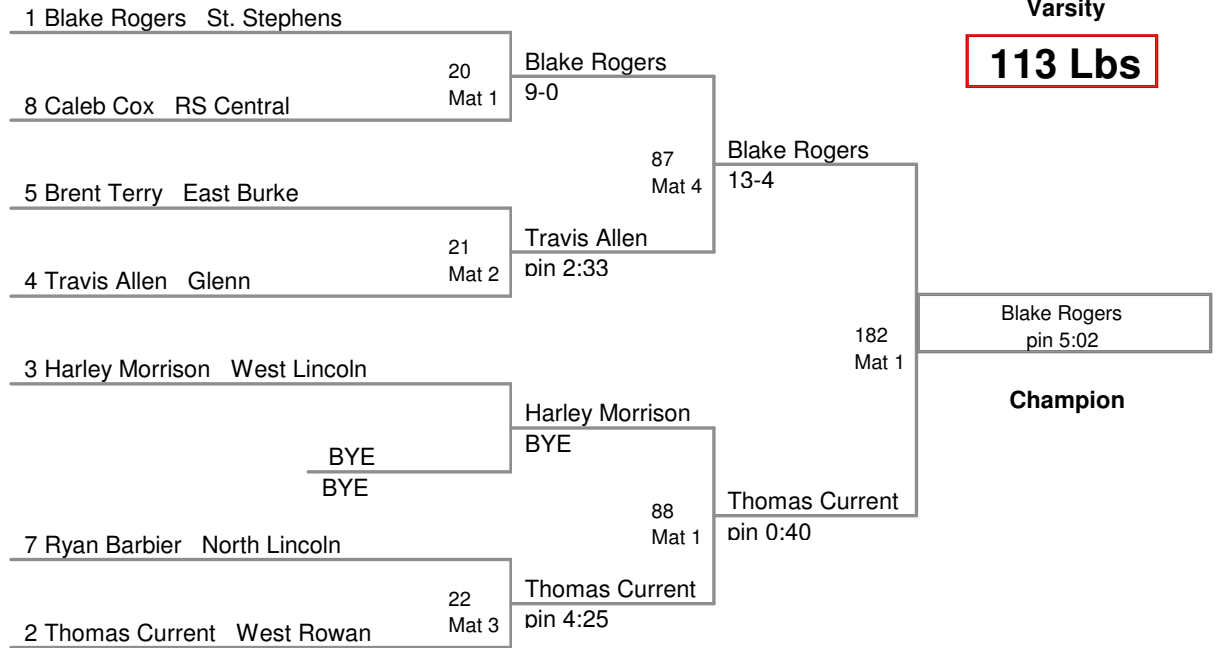 Varsity
113 Lbs
1 Blake Rogers St. Stephens
20
Mat 1
Blake Rogers
9-0
8 Caleb Cox RS Central
87
Mat 4
Blake Rogers
13-4
5 Brent Terry East Burke
21
Mat 2
Travis Allen
pin 2:33
4 Travis Allen Glenn
182
Mat 1
Blake Rogers
pin 5:02
Champion
3 Harley Morrison West Lincoln
Harley Morrison
BYE
BYE
BYE
88
Mat 1
Thomas Current
pin 0:40
7 Ryan Barbier North Lincoln
22
Mat 3
Thomas Current
pin 4:25
2 Thomas Current West Rowan